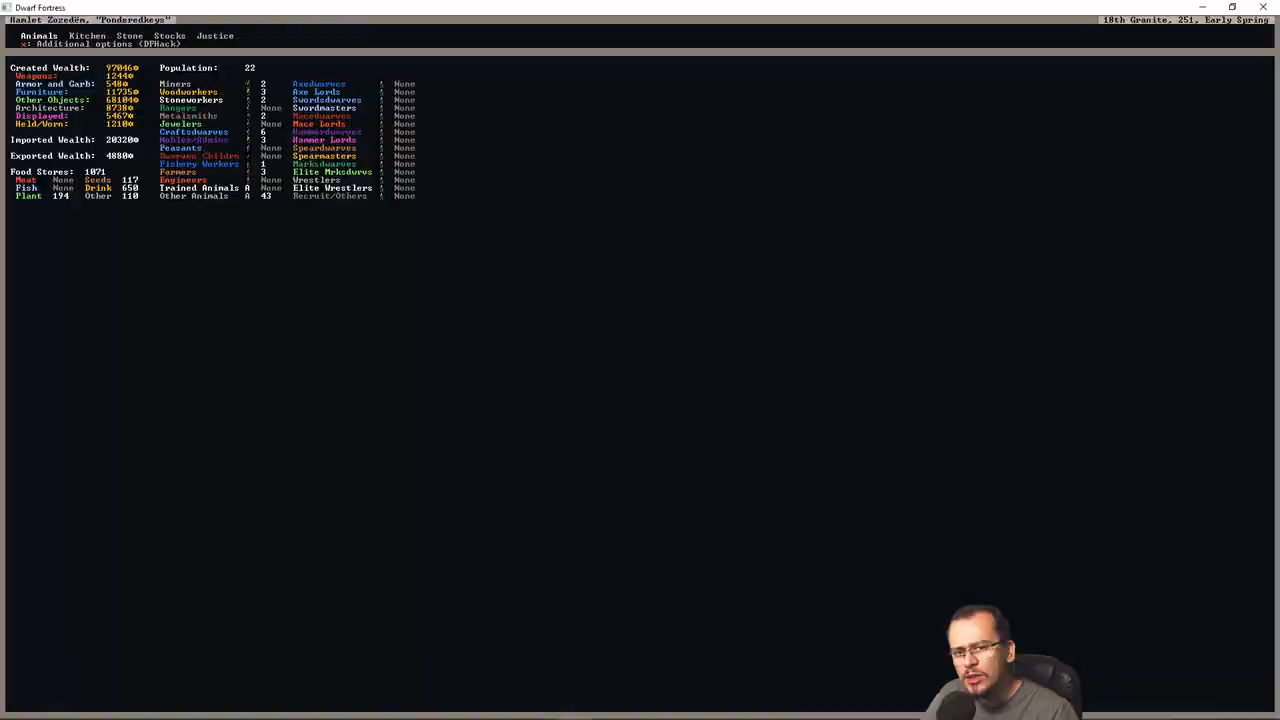 Dwarf Fortress
Hamlet Zozedëm, "Ponderedkeys"
18th Granite, 251, Early Spring
Animals Kitchen Stone Stocks Justice
x: Additional options (DFHack)
Created Wealth: 97046☼ Population: 22
Weapons: 1244☼
Armor and Garb: 548☼ Miners 2 Axedwarves None
Furniture: 11735☼ Woodworkers 3 Axe Lords None
Other Objects: 68104☼ Stoneworkers 2 Swordsdwarves None
Architecture: 8738☼ Rangers None Swordmasters None
Displayed: 5467☼ Metalsmiths 2 Macedwarves None
Held/Worn: 1210☼ Jewelers None Mace Lords None
Craftsdwarves 6 Hammerdwarves None
Imported Wealth: 20320☼ Nobles/Admins 3 Hammer Lords None
Peasants None Speardwarves None
Exported Wealth: 4880☼ Dwarven Childrn None Spearmasters None
Fishery Workers 1 Marksdwarves None
Food Stores: 1071 Farmers 3 Elite Mrksdwrvs None
Meat None Seeds 117 Engineers None Wrestlers None
Fish None Drink 650 Trained Animals A None Elite Wrestlers None
Plant 194 Other 110 Other Animals A 43 Recruit/Others None